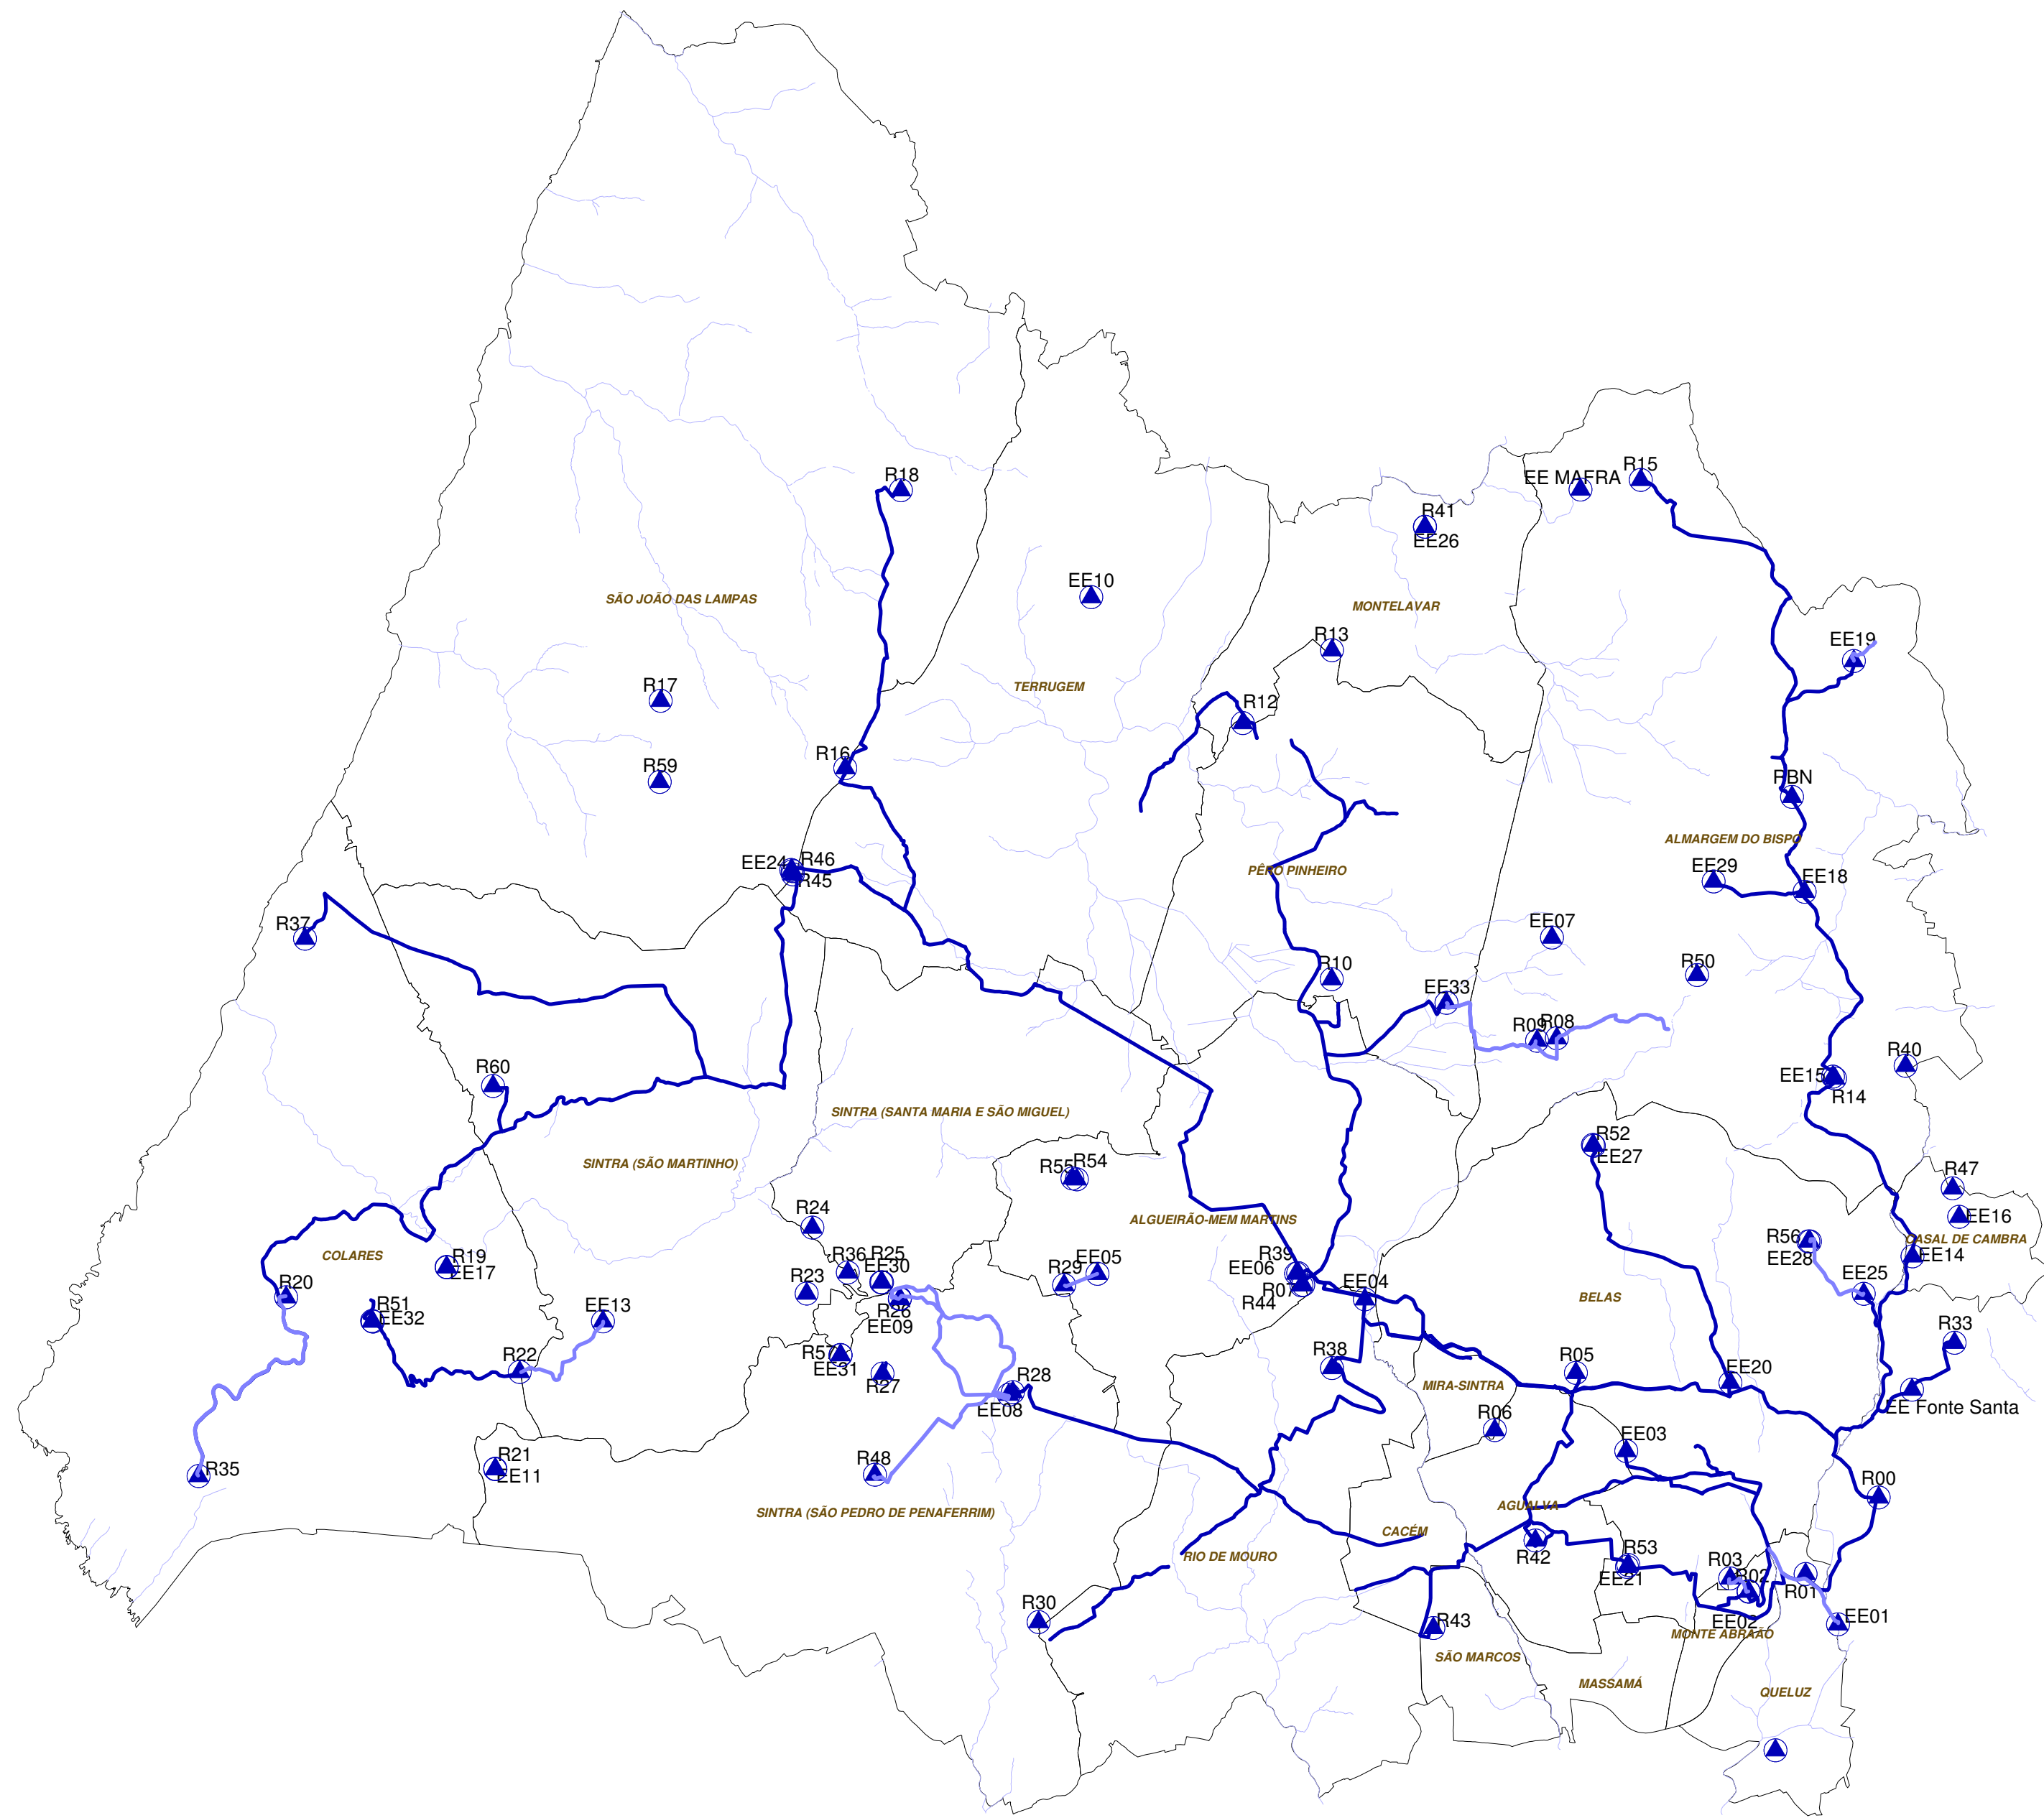 R18
EE MAFRA
R15
R41
EE26
EE10
SÃO JOÃO DAS LAMPAS
MONTELAVAR
R13
EE19
TERRUGEM
R17
R12
R16
R59
RBN
ALMARGEM DO BISPO
EE24
R46
R45
PÊRO PINHEIRO
EE29
EE18
R37
EE07
R10
R50
EE33
R09
R08
R60
R40
EE15
R14
SINTRA (SANTA MARIA E SÃO MIGUEL)
R52
EE27
SINTRA (SÃO MARTINHO)
R55
R54
R47
R24
ALGUEIRÃO-MEM MARTINS
EE16
R56
EE28
CASAL DE CAMBRA
EE14
COLARES
R19
EE17
R36
R25
EE30
R29
EE05
R39
EE06
R07
R44
EE04
EE25
R20
R23
R26
EE09
BELAS
R51
EE32
EE13
R33
R22
R57
EE31
R27
R28
EE08
R38
MIRA-SINTRA
R05
EE20
EE Fonte Santa
R06
EE03
R35
R21
EE11
R48
R00
SINTRA (SÃO PEDRO DE PENAFERRIM)
AGUALVA
CACÉM
RIO DE MOURO
R42
R53
EE21
R03
R02
R01
EE02
EE01
R30
R43
MONTE ABRAÃO
SÃO MARCOS
MASSAMÁ
QUELUZ